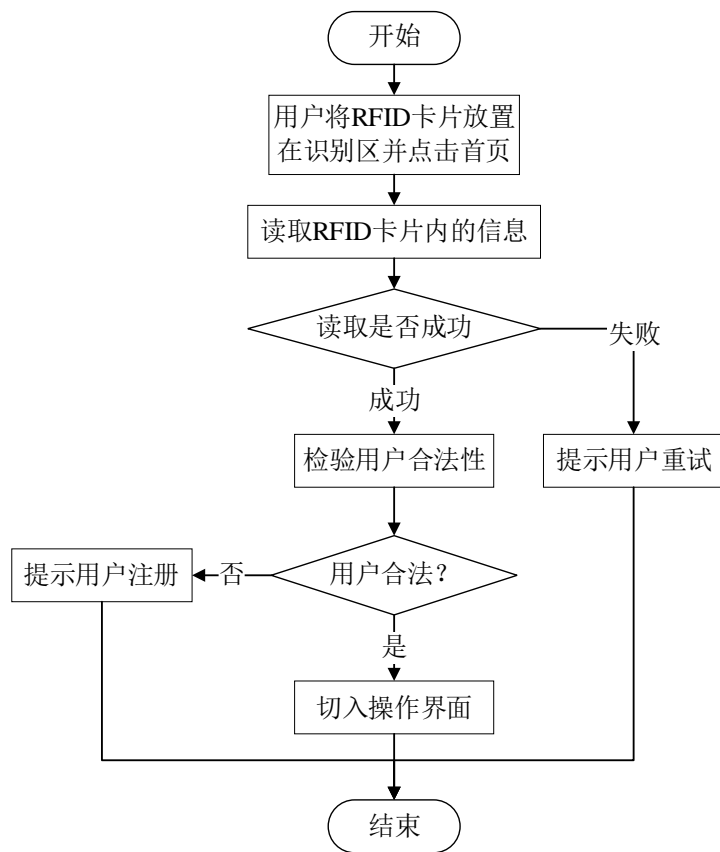 开始
用户将RFID卡片放置
在识别区并点击首页
读取RFID卡片内的信息
读取是否成功
失败
成功
检验用户合法性
提示用户重试
提示用户注册
否
用户合法？
是
切入操作界面
结束